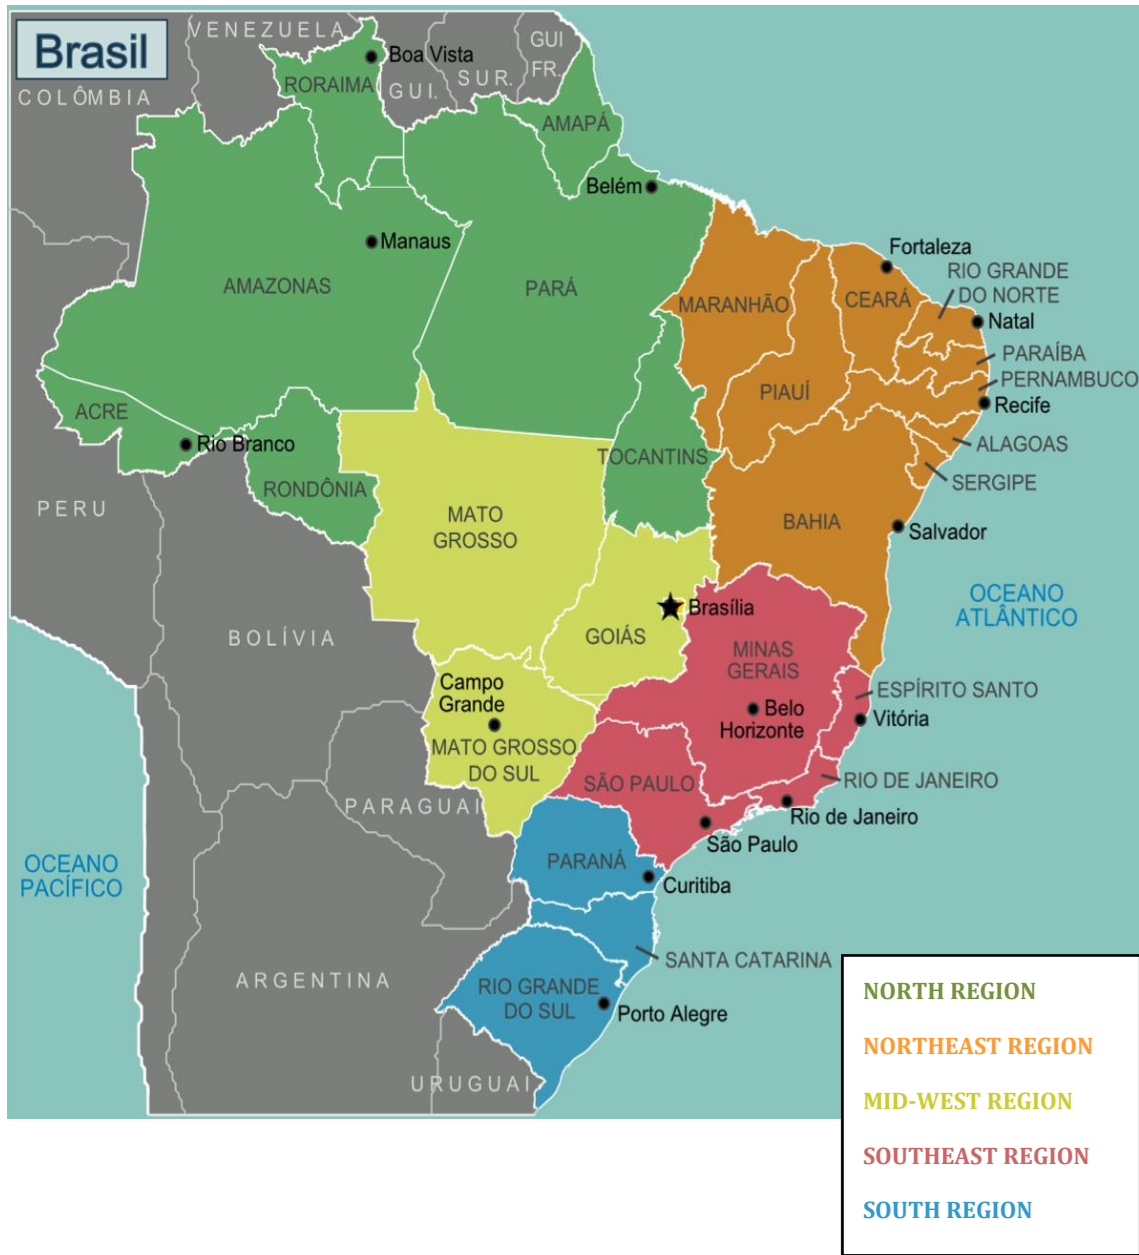 Brasil
VENEZUELA
COLÔMBIA
GUI.
SUR.
GUI
FR.
RORAIMA
Boa Vista
AMAPÁ
Belém
Manaus
AMAZONAS
PARÁ
MARANHÃO
CEARÁ
Fortaleza
RIO GRANDE
DO NORTE
Natal
PARAÍBA
PERNAMBUCO
Recife
PIAUÍ
ALAGOAS
SERGIPE
ACRE
Rio Branco
RONDÔNIA
TOCANTINS
PERU
MATO
GROSSO
BAHIA
Salvador
OCEANO
ATLÂNTICO
BOLÍVIA
GOIÁS
Brasília
MINAS
GERAIS
Belo
Horizonte
ESPÍRITO SANTO
Vitória
Campo
Grande
MATO GROSSO
DO SUL
SÃO PAULO
São Paulo
RIO DE JANEIRO
Rio de Janeiro
PARAGUAI
OCEANO
PACÍFICO
PARANÁ
Curitiba
SANTA CATARINA
ARGENTINA
RIO GRANDE
DO SUL
Porto Alegre
URUGUAI
NORTH REGION
NORTHEAST REGION
MID-WEST REGION
SOUTHEAST REGION
SOUTH REGION